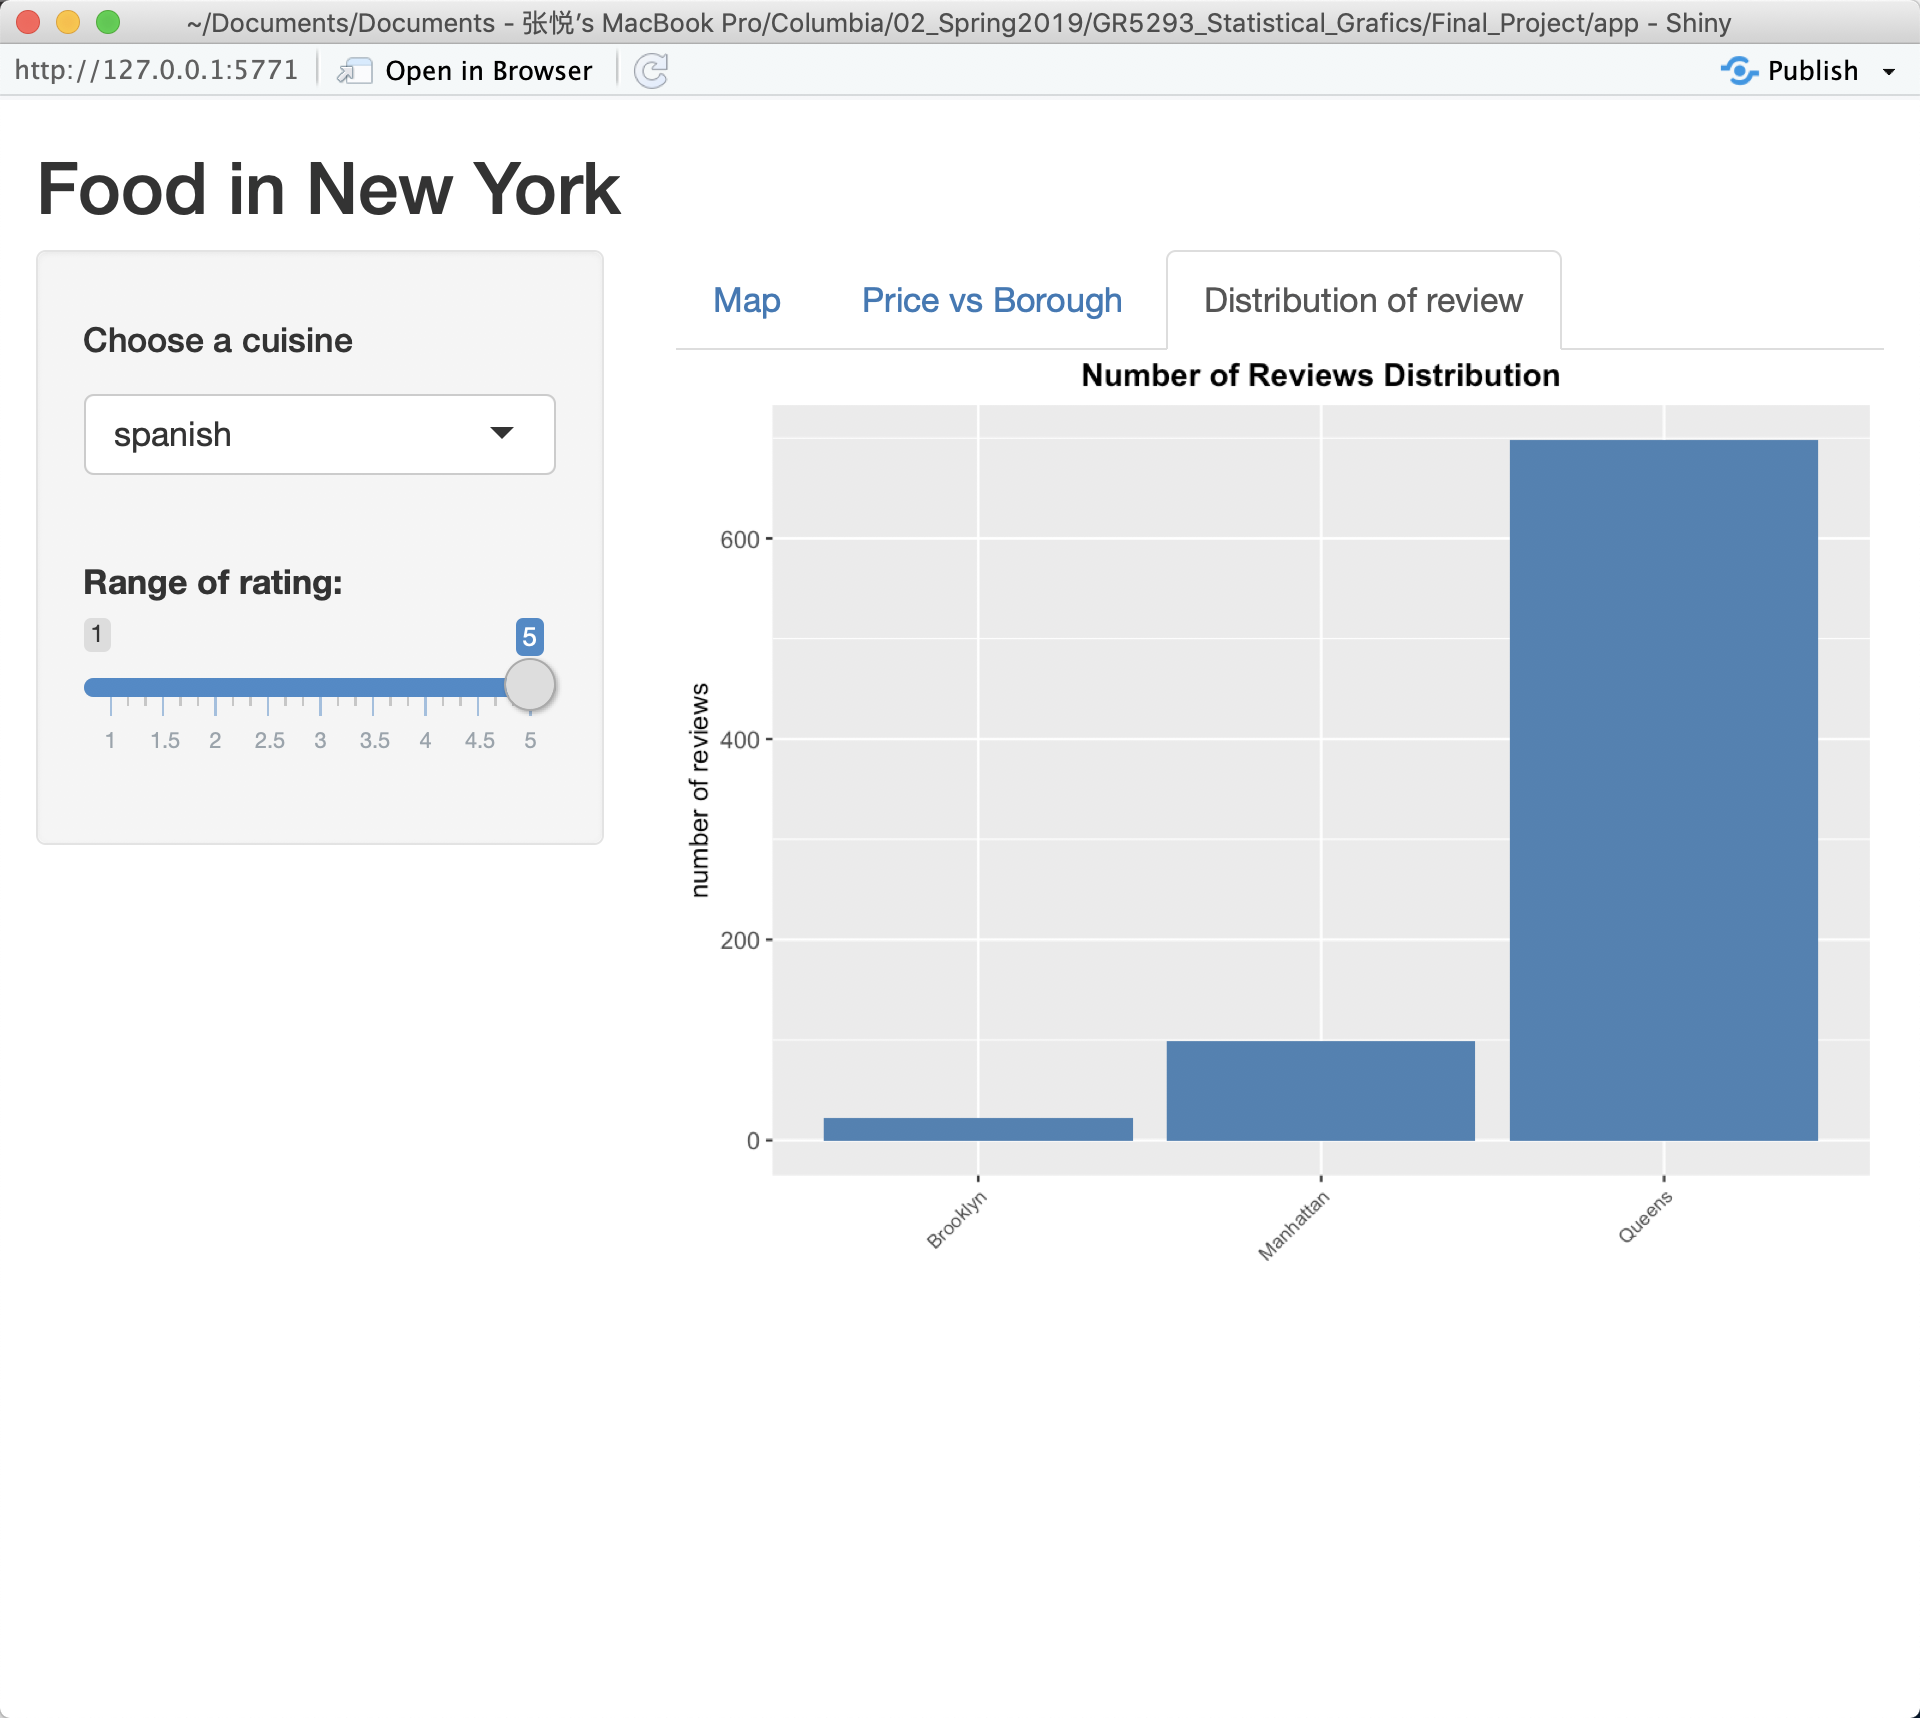 ~/Documents/Documents - 张悦’s MacBook Pro/Columbia/02_Spring2019/GR5293_Statistical_Grafics/Final_Project/app - Shiny
http://127.0.0.1:5771 Open in Browser Publish
Food in New York
Choose a cuisine
spanish
Range of rating:
1 5
1 1.5 2 2.5 3 3.5 4 4.5 5
Map Price vs Borough Distribution of review
Number of Reviews Distribution
number of reviews
600
400
200
0
Brooklyn Manhattan Queens